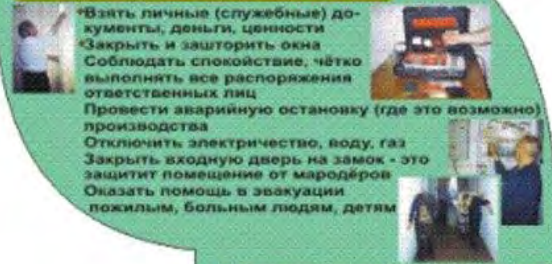 *Взять личные (служебные) до-
кументы, деньги, ценности
*Закрыть и зашторить окна
Соблюдать спокойствие, чётко
выполнять все распоряжения
ответственных лиц
Провести аварийную остановку (где это возможно)
производства
Отключить электричество, воду, газ
Закрыть входную дверь на замок - это
защитит помещение от мародёров
Оказать помощь в эвакуации
пожилым, больным людям, детям